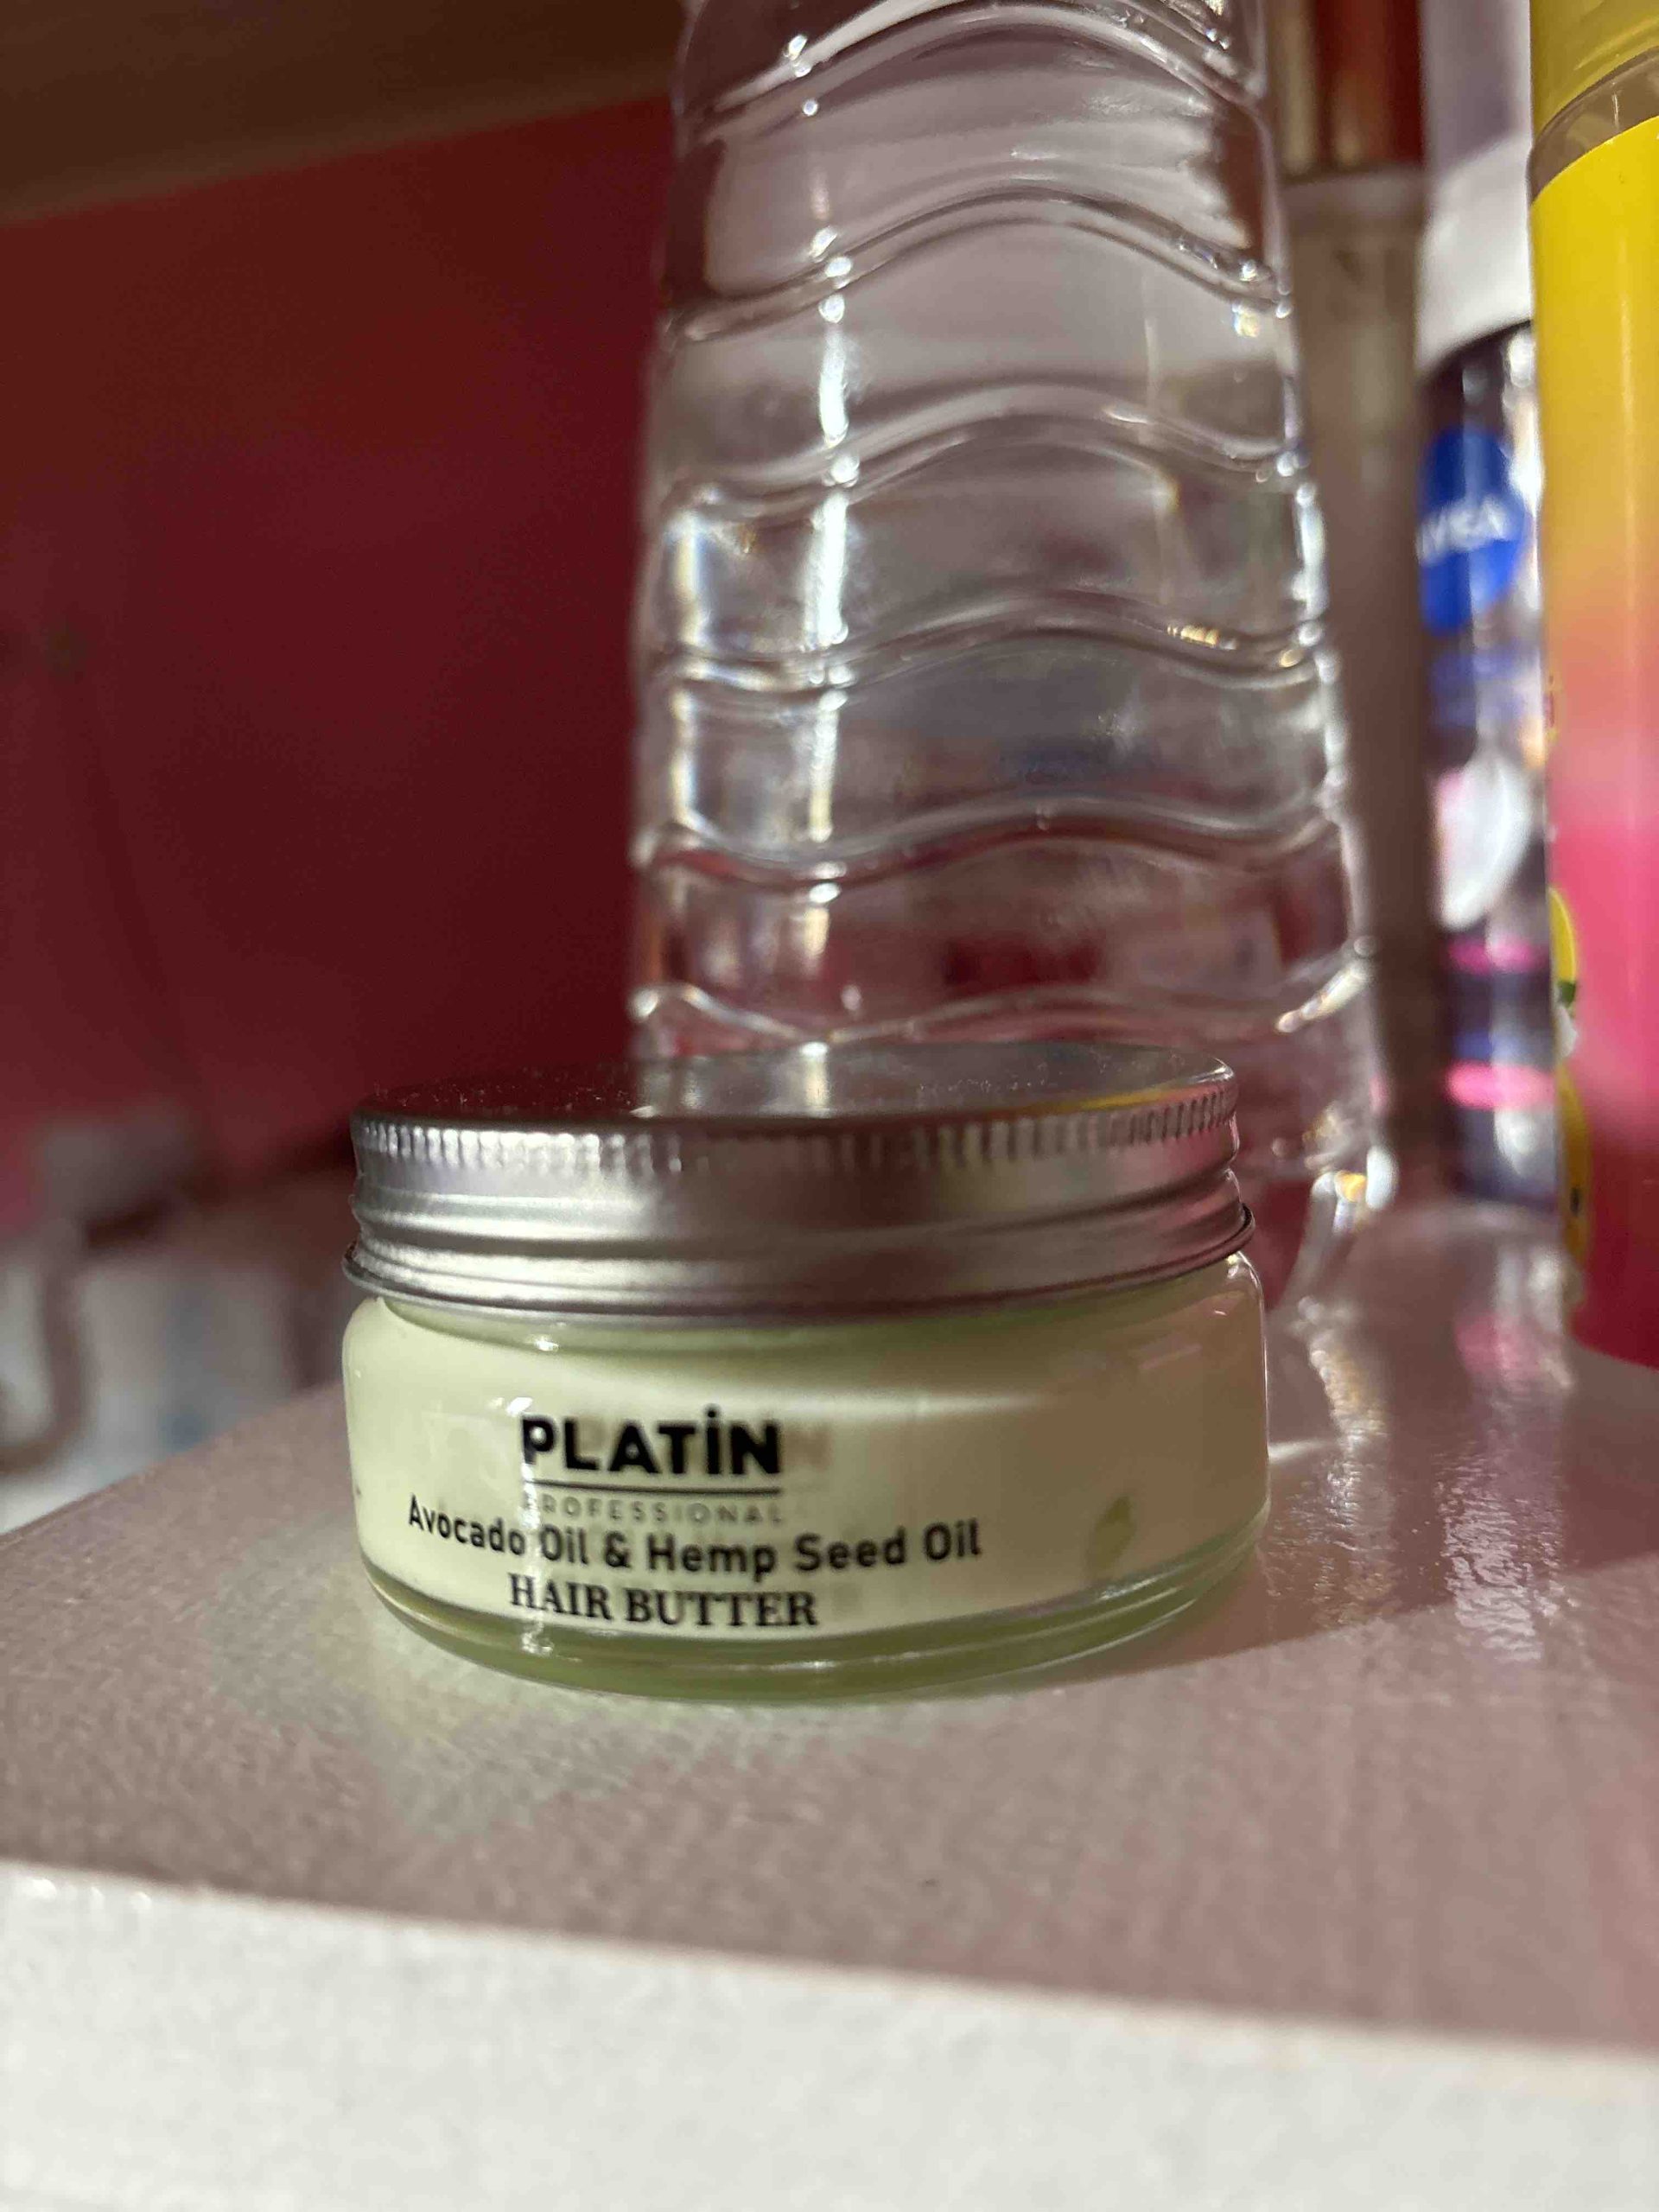 PLATİN
PROFESSIONAL
Avocado Oil & Hemp Seed Oil
HAIR BUTTER